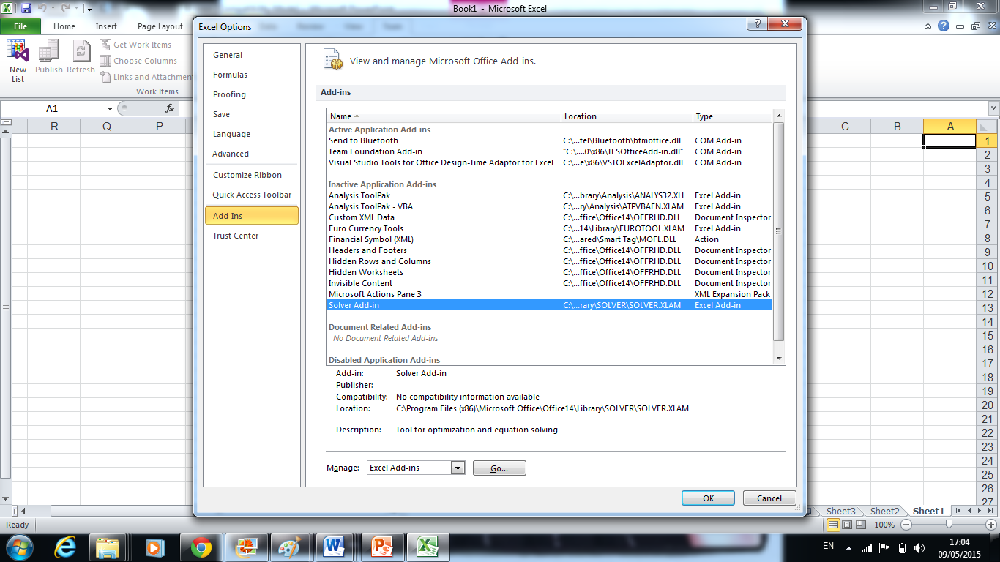 Book1 - Microsoft Excel
File Home Insert Page Layout
Excel Options
New List
Publish
Refresh
Get Work Items
Choose Columns
Links and Attachmen
Work Items
A1
fx
R Q P C B A
General
Formulas
Proofing
Save
Language
Advanced
Customize Ribbon
Quick Access Toolbar
Add-Ins
Trust Center
View and manage Microsoft Office Add-ins.
Add-ins
Name Location Type
Active Application Add-ins
Send to Bluetooth C:\...tel\Bluetooth\btmoffice.dll COM Add-in
Team Foundation Add-in "C:\....0\x86\TFSOfficeAdd-in.dll" COM Add-in
Visual Studio Tools for Office Design-Time Adaptor for Excel C:\...e\x86\VSTOExcelAdaptor.dll COM Add-in
Inactive Application Add-ins
Analysis ToolPak C:\...brary\Analysis\ANALYS32.XLL Excel Add-in
Analysis ToolPak - VBA C:\...ry\Analysis\ATPVBAEN.XLAM Excel Add-in
Custom XML Data C:\...ffice\Office14\OFFRHD.DLL Document Inspector
Euro Currency Tools C:\...14\Library\EUROTOOL.XLAM Excel Add-in
Financial Symbol (XML) C:\...ared\Smart Tag\MOFL.DLL Action
Headers and Footers C:\...ffice\Office14\OFFRHD.DLL Document Inspector
Hidden Rows and Columns C:\...ffice\Office14\OFFRHD.DLL Document Inspector
Hidden Worksheets C:\...ffice\Office14\OFFRHD.DLL Document Inspector
Invisible Content C:\...ffice\Office14\OFFRHD.DLL Document Inspector
Microsoft Actions Pane 3 XML Expansion Pack
Solver Add-in C:\...rary\SOLVER\SOLVER.XLAM Excel Add-in
Document Related Add-ins
No Document Related Add-ins
Disabled Application Add-ins
Add-in: Solver Add-in
Publisher:
Compatibility: No compatibility information available
Location: C:\Program Files (x86)\Microsoft Office\Office14\Library\SOLVER\SOLVER.XLAM
Description: Tool for optimization and equation solving
Manage: Excel Add-ins Go...
OK Cancel
1
2
3
4
5
6
7
8
9
10
11
12
13
14
15
16
17
18
19
20
21
22
23
24
25
26
27
Sheet3 Sheet2 Sheet1
Ready 100%
EN 17:04
09/05/2015